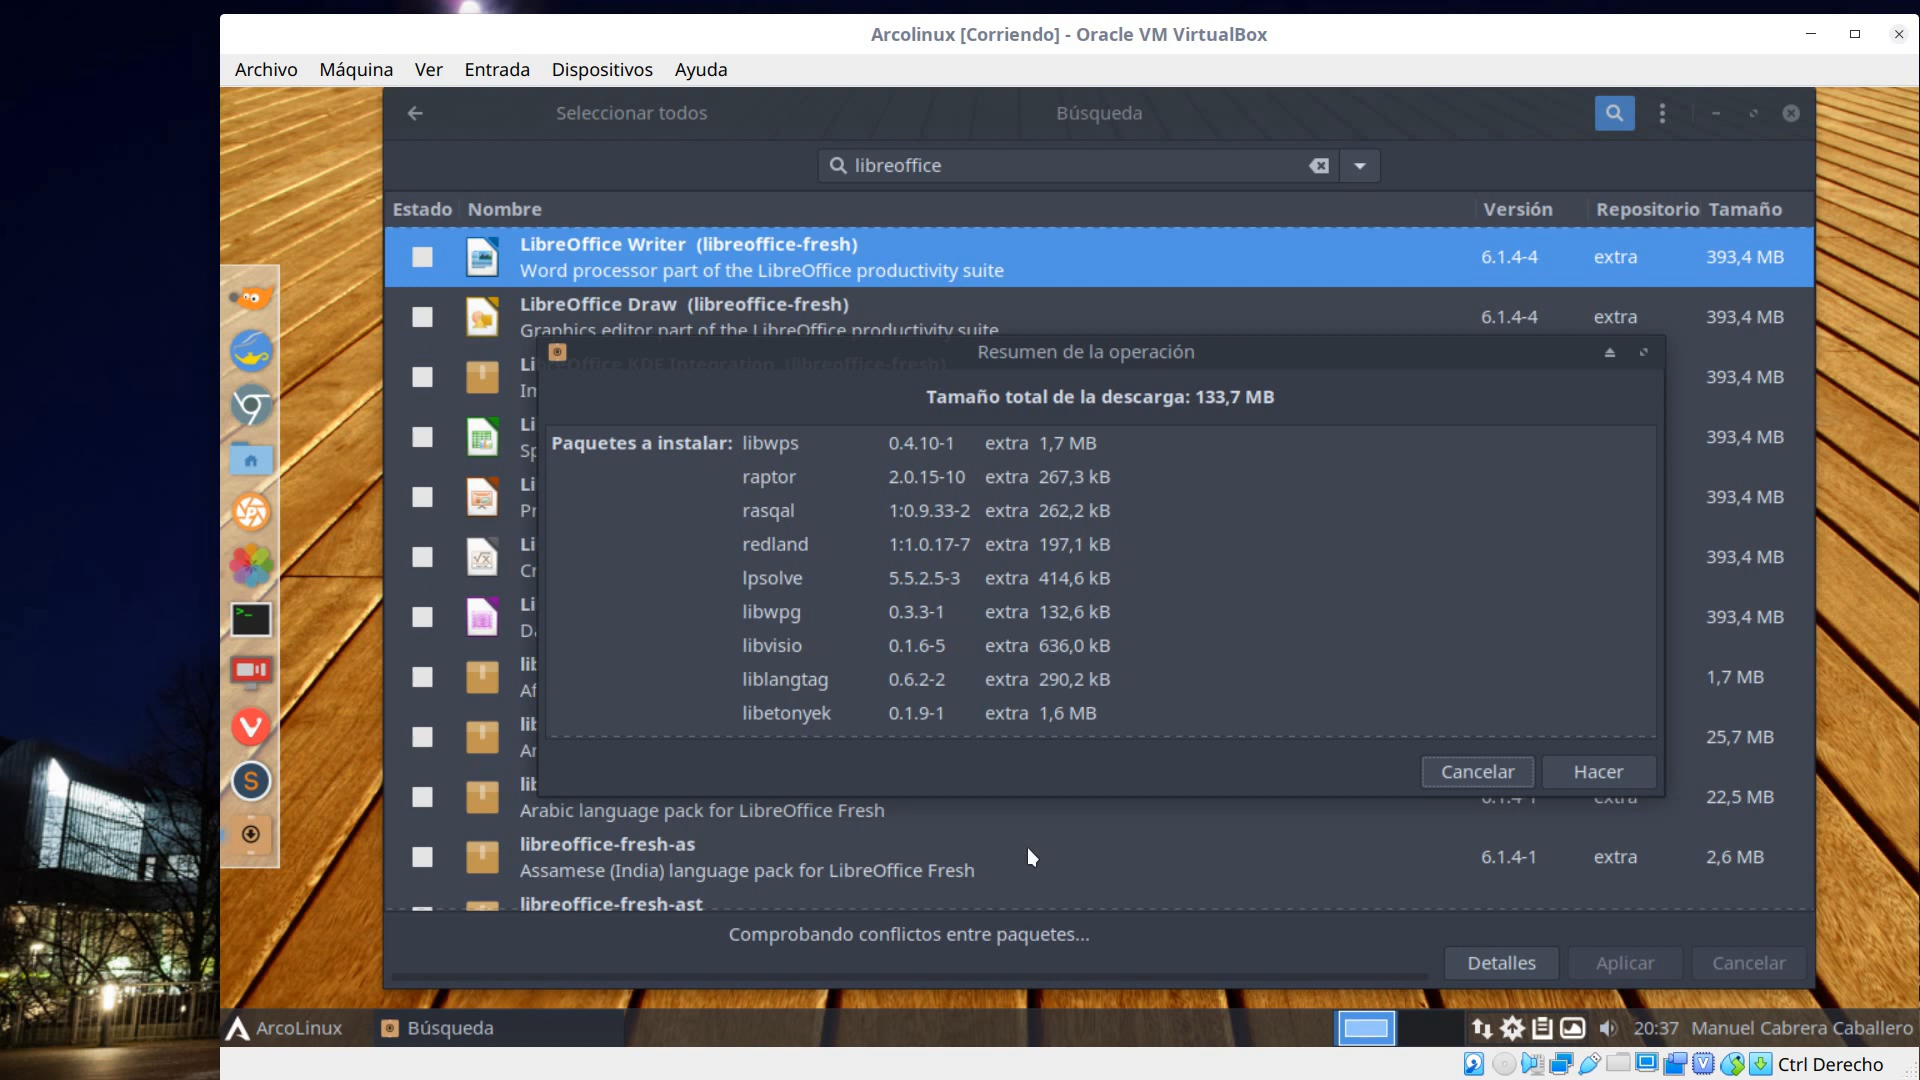 Arcolinux [Corriendo] - Oracle VM VirtualBox
Archivo Máquina Ver Entrada Dispositivos Ayuda
Seleccionar todos Búsqueda
libreoffice
Estado Nombre Versión Repositorio Tamaño
LibreOffice Writer (libreoffice-fresh)
Word processor part of the LibreOffice productivity suite
6.1.4-4 extra 393,4 MB
LibreOffice Draw (libreoffice-fresh)
Graphics editor part of the LibreOffice productivity suite
6.1.4-4 extra 393,4 MB
LibreOffice KDE Integration (libreoffice-fresh)
393,4 MB
393,4 MB
393,4 MB
393,4 MB
393,4 MB
1,7 MB
25,7 MB
22,5 MB
Resumen de la operación
Tamaño total de la descarga: 133,7 MB
Paquetes a instalar: libwps 0.4.10-1 extra 1,7 MB
raptor 2.0.15-10 extra 267,3 kB
rasqal 1:0.9.33-2 extra 262,2 kB
redland 1:1.0.17-7 extra 197,1 kB
lpsolve 5.5.2.5-3 extra 414,6 kB
libwpg 0.3.3-1 extra 132,6 kB
libvisio 0.1.6-5 extra 636,0 kB
liblangtag 0.6.2-2 extra 290,2 kB
libetonyek 0.1.9-1 extra 1,6 MB
Cancelar Hacer
Arabic language pack for LibreOffice Fresh
libreoffice-fresh-as
Assamese (India) language pack for LibreOffice Fresh
6.1.4-1 extra 2,6 MB
libreoffice-fresh-ast
Comprobando conflictos entre paquetes...
Detalles Aplicar Cancelar
ArcoLinux Búsqueda 20:37 Manuel Cabrera Caballero
Ctrl Derecho